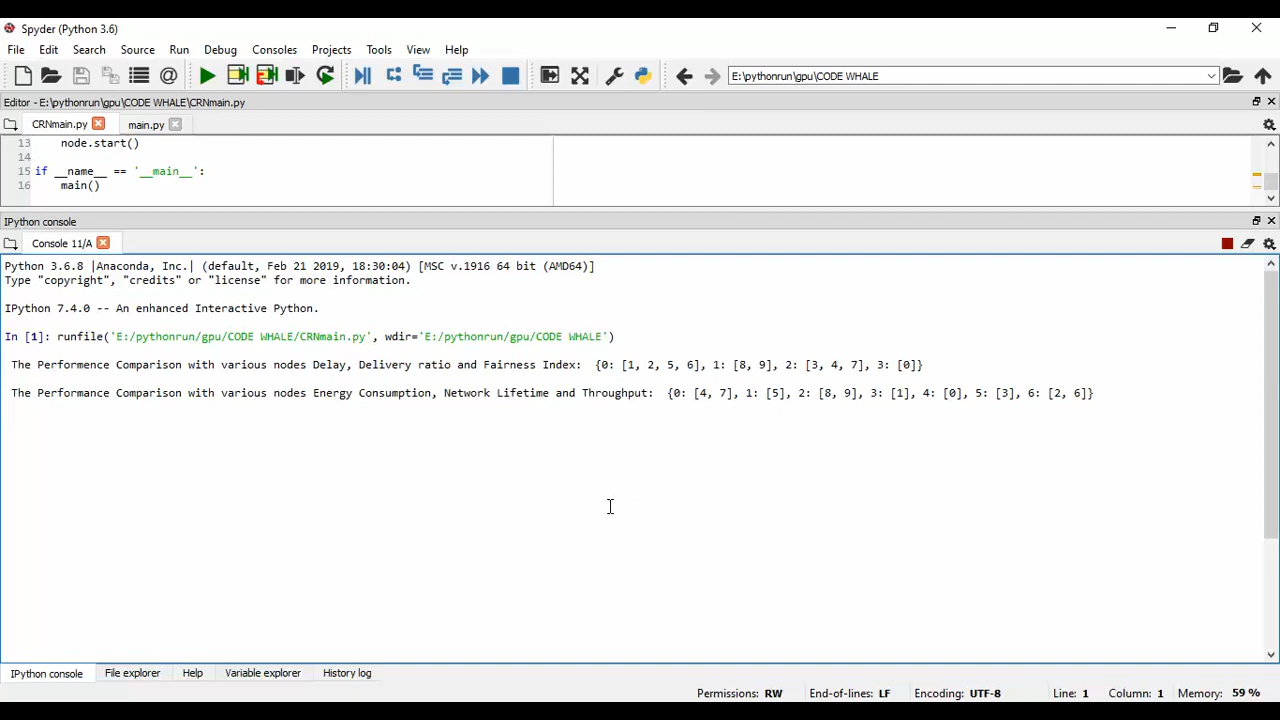 Spyder (Python 3.6)
File Edit Search Source Run Debug Consoles Projects Tools View Help
E:\pythonrun\gpu\CODE WHALE
Editor - E:\pythonrun\gpu\CODE WHALE\CRNmain.py
CRNmain.py main.py
13 node.start()
14
15 if __name__ == '__main__':
16 main()
IPython console
Console 11/A
Python 3.6.8 |Anaconda, Inc.| (default, Feb 21 2019, 18:30:04) [MSC v.1916 64 bit (AMD64)]
Type "copyright", "credits" or "license" for more information.
IPython 7.4.0 -- An enhanced Interactive Python.
In [1]: runfile('E:/pythonrun/gpu/CODE WHALE/CRNmain.py', wdir='E:/pythonrun/gpu/CODE WHALE')
The Performence Comparison with various nodes Delay, Delivery ratio and Fairness Index:  {0: [1, 2, 5, 6], 1: [8, 9], 2: [3, 4, 7], 3: [0]}
The Performance Comparison with various nodes Energy Consumption, Network Lifetime and Throughput:  {0: [4, 7], 1: [5], 2: [8, 9], 3: [1], 4: [0], 5: [3], 6: [2, 6]}
IPython console File explorer Help Variable explorer History log
Permissions: RW End-of-lines: LF Encoding: UTF-8 Line: 1 Column: 1 Memory: 59 %